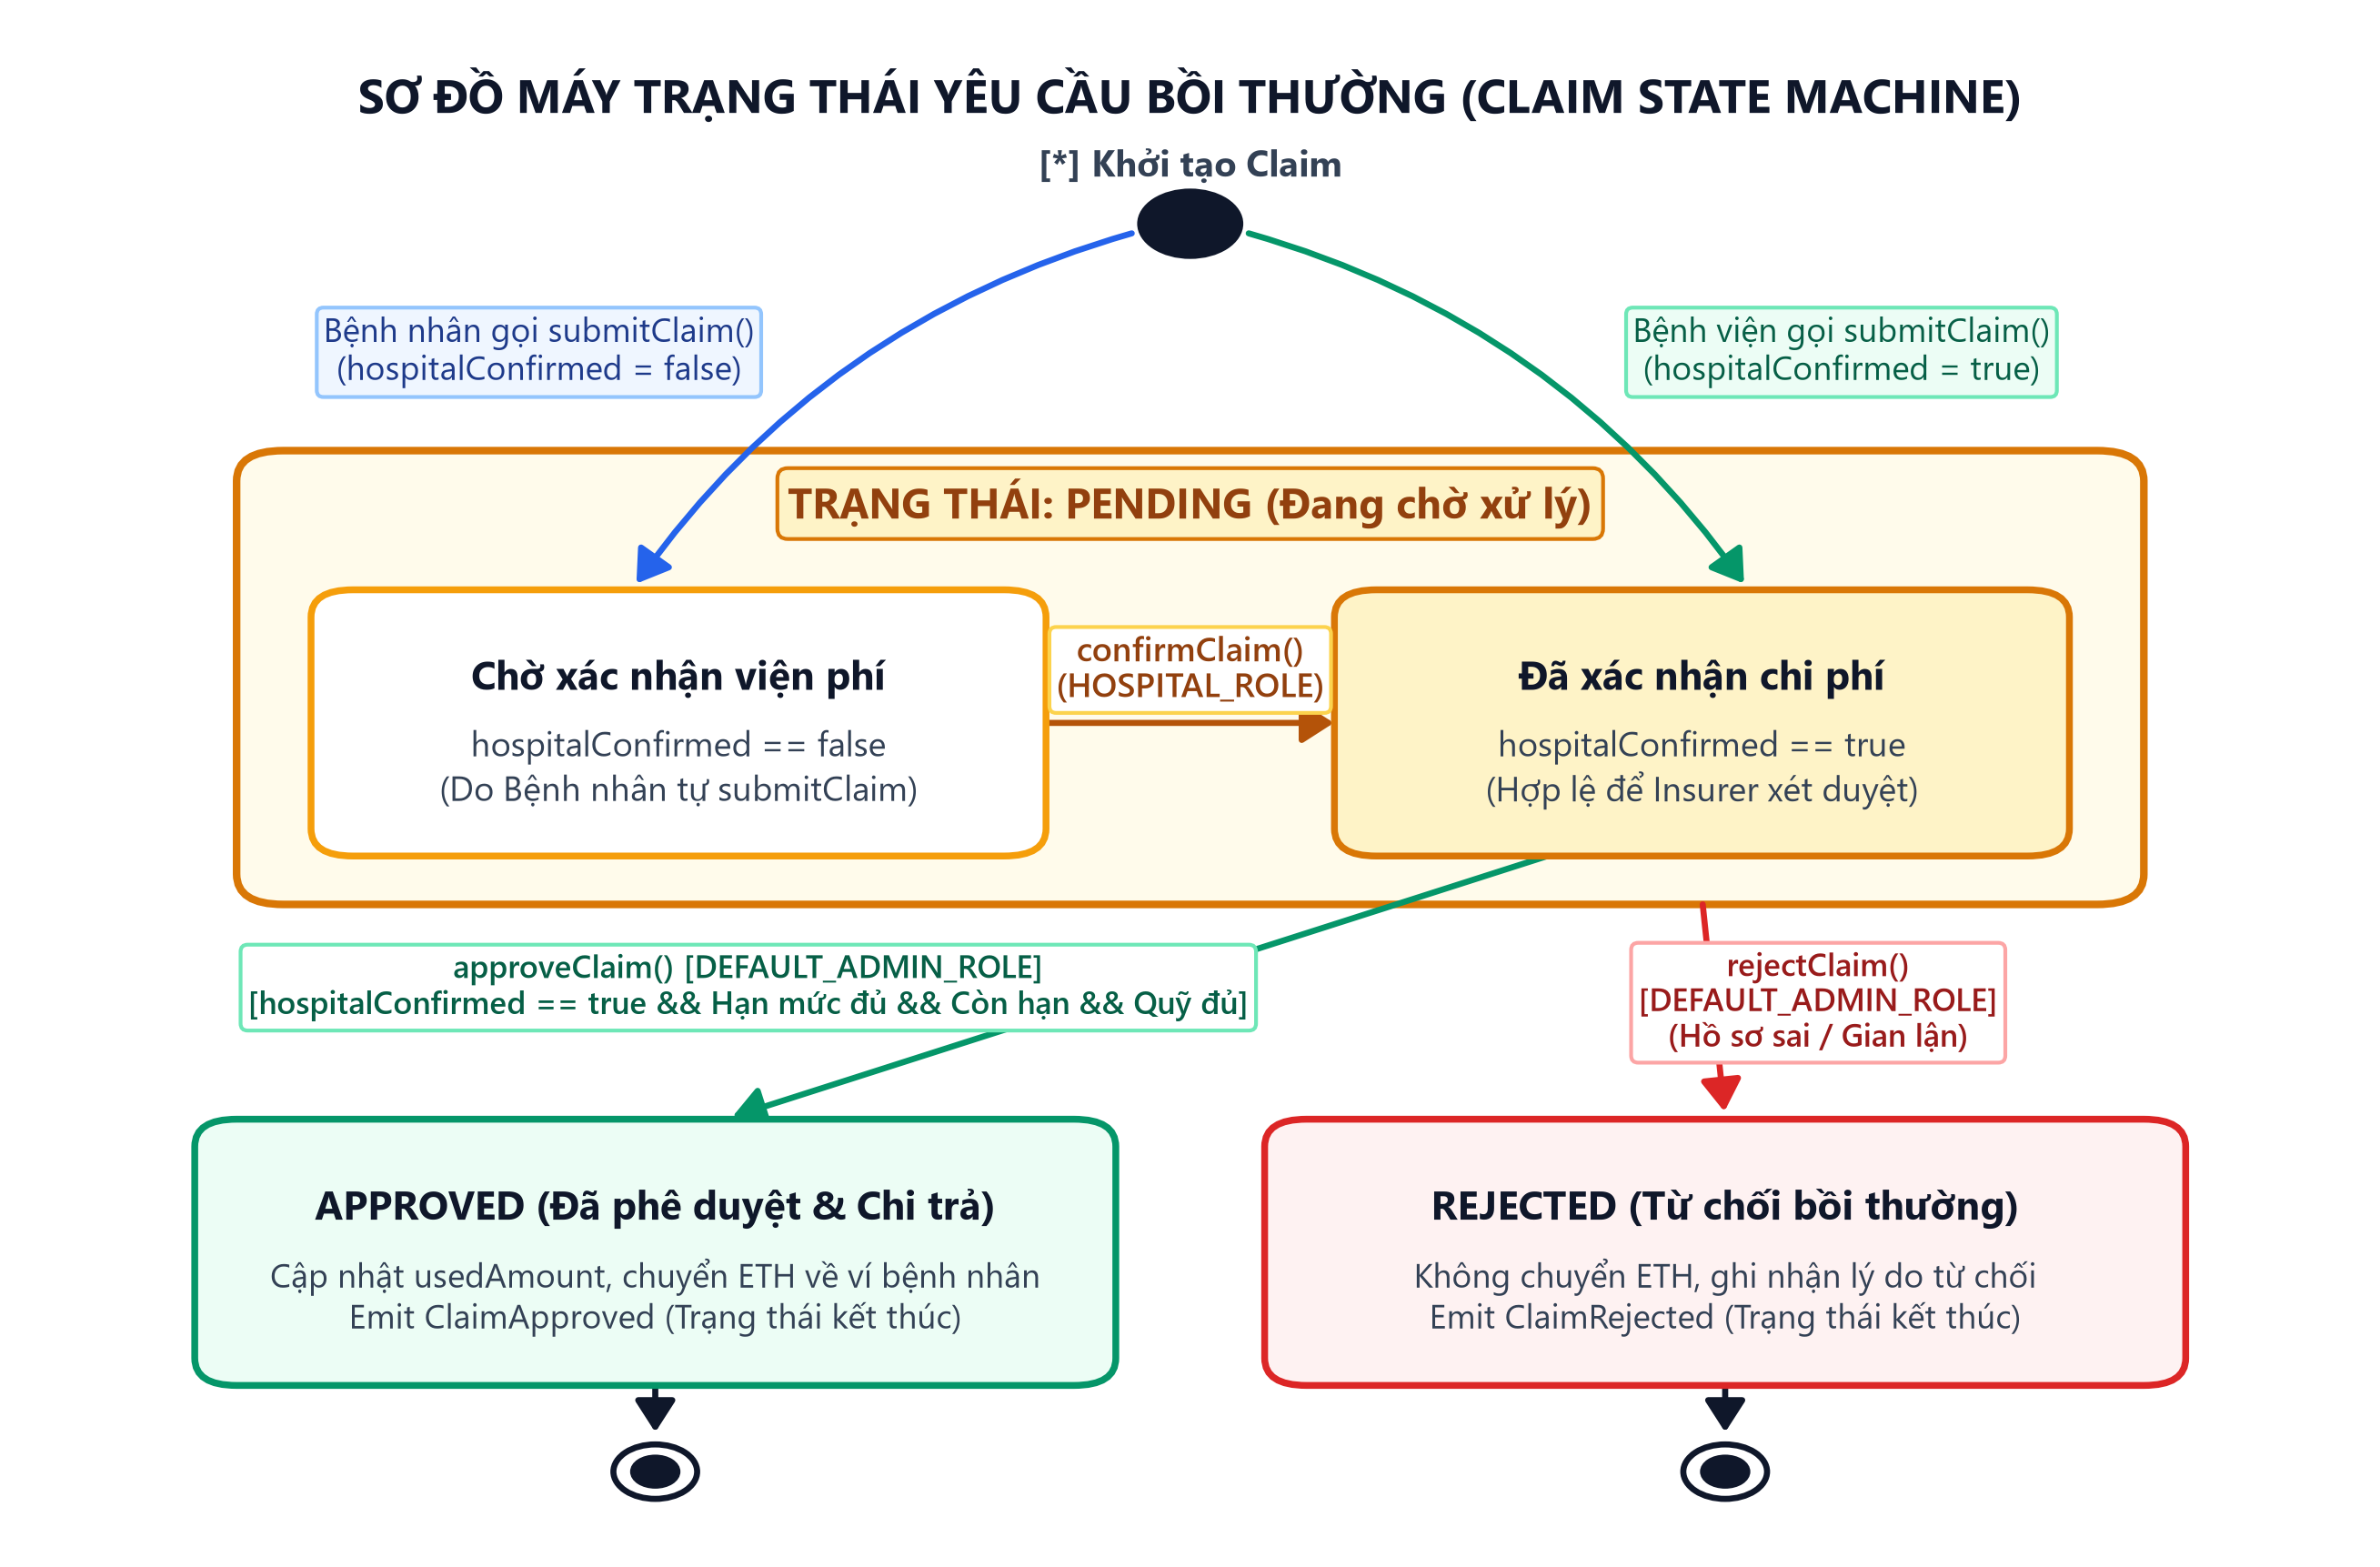 SƠ ĐỒ MÁY TRẠNG THÁI YÊU CẦU BỒI THƯỜNG (CLAIM STATE MACHINE)
[*] Khởi tạo Claim
Bệnh nhân gọi submitClaim()
(hospitalConfirmed = false)
Bệnh viện gọi submitClaim()
(hospitalConfirmed = true)
TRẠNG THÁI: PENDING (Đang chờ xử lý)
Chờ xác nhận viện phí
hospitalConfirmed == false
(Do Bệnh nhân tự submitClaim)
confirmClaim()
(HOSPITAL_ROLE)
Đã xác nhận chi phí
hospitalConfirmed == true
(Hợp lệ để Insurer xét duyệt)
approveClaim() [DEFAULT_ADMIN_ROLE]
[hospitalConfirmed == true && Hạn mức đủ && Còn hạn && Quỹ đủ]
rejectClaim()
[DEFAULT_ADMIN_ROLE]
(Hồ sơ sai / Gian lận)
APPROVED (Đã phê duyệt & Chi trả)
Cập nhật usedAmount, chuyển ETH về ví bệnh nhân
Emit ClaimApproved (Trạng thái kết thúc)
REJECTED (Từ chối bồi thường)
Không chuyển ETH, ghi nhận lý do từ chối
Emit ClaimRejected (Trạng thái kết thúc)